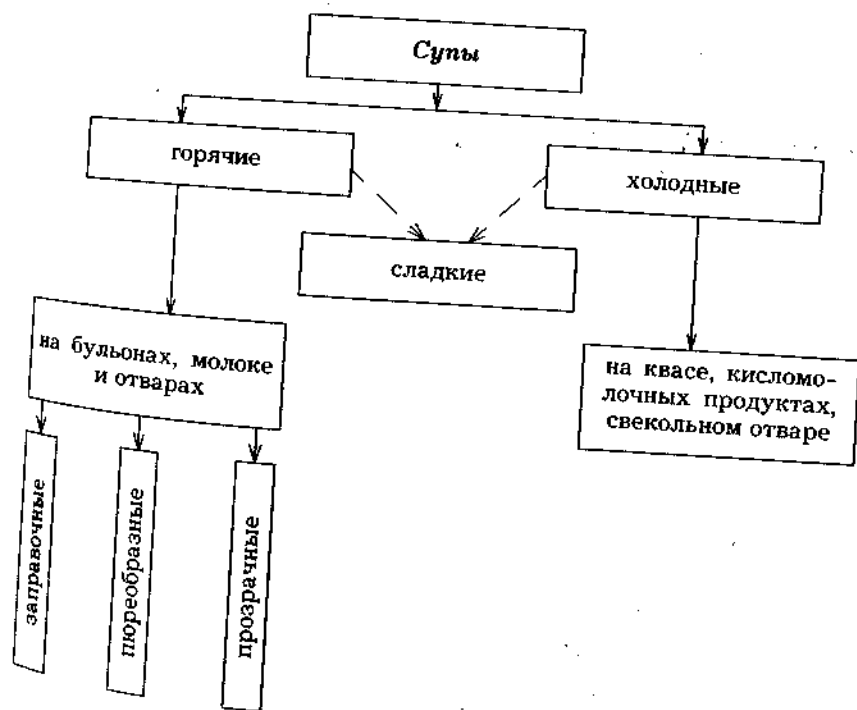 Супы
горячие
холодные
сладкие
на бульонах, молоке
и отварах
на квасе, кисломо-
лочных продуктах,
свекольном отваре
заправочные
пюреобразные
прозрачные